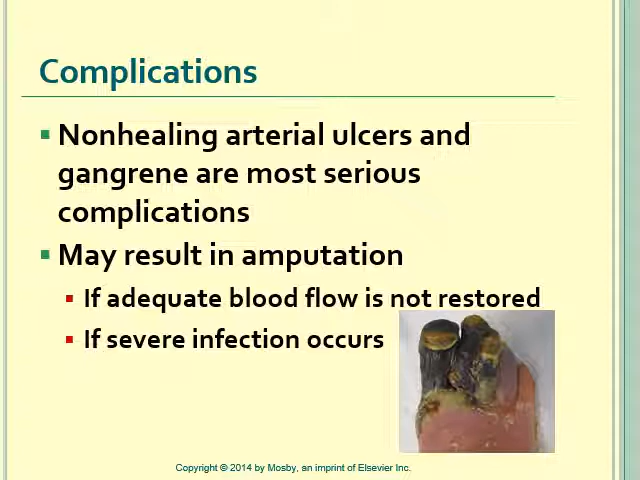 Complications
Nonhealing arterial ulcers and
gangrene are most serious
complications
May result in amputation
If adequate blood flow is not restored
If severe infection occurs
Copyright © 2014 by Mosby, an imprint of Elsevier Inc.